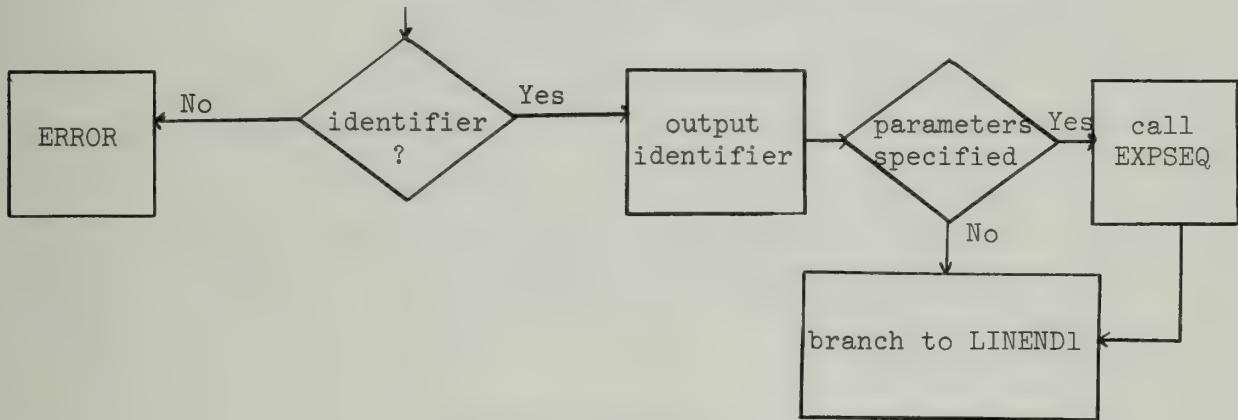 ERROR
No
identifier
?
Yes
output
identifier
parameters
specified
Yes
call
EXPSEQ
No
branch to LINEND1